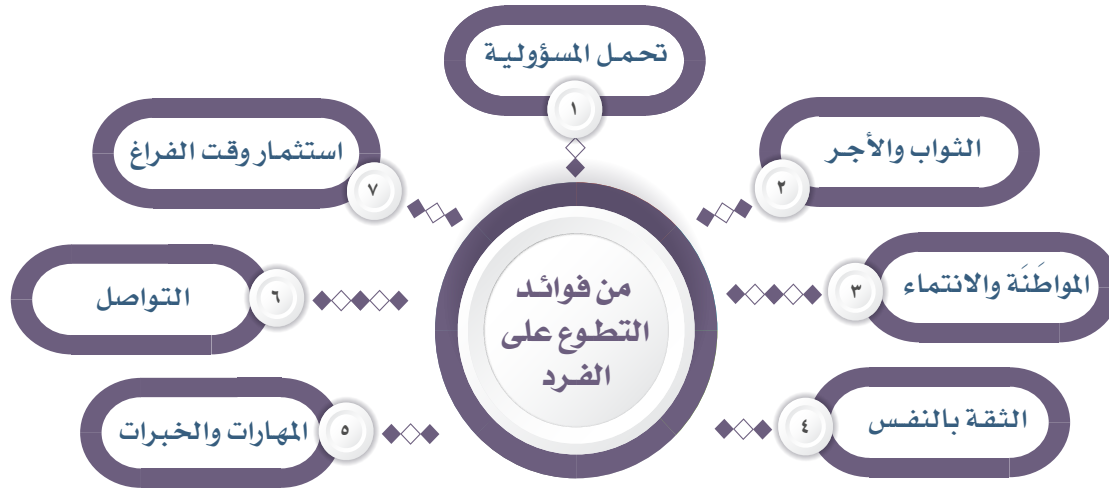 من فوائد
التطوع على
الفرد
تحمل المسؤولية
١
الثواب والأجر
٢
المواطَنَة والانتماء
٣
الثقة بالنفس
٤
المهارات والخبرات
٥
التواصل
٦
استثمار وقت الفراغ
٧